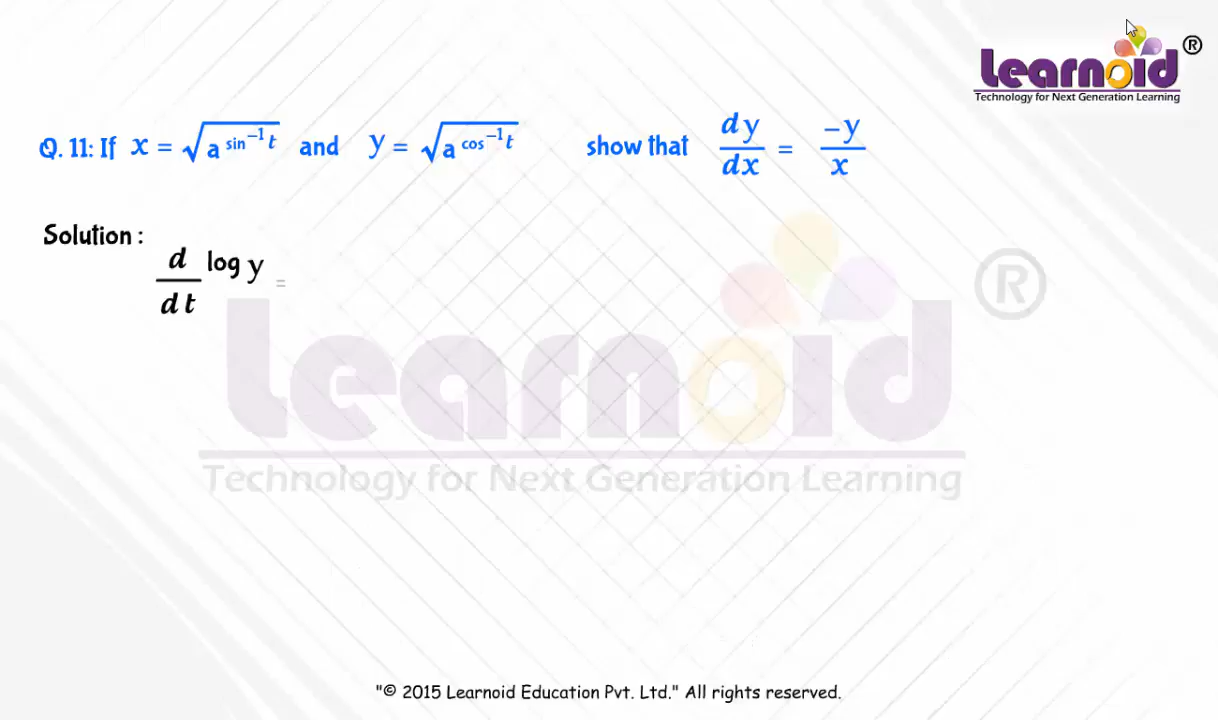 Learnoid ®
Technology for Next Generation Learning
Q. 11: If x = √a^sin⁻¹t and y = √a^cos⁻¹t show that dy/dx = −y/x
Solution :
d/dt log y =
Learnoid ®
Technology for Next Generation Learning
"© 2015 Learnoid Education Pvt. Ltd." All rights reserved.